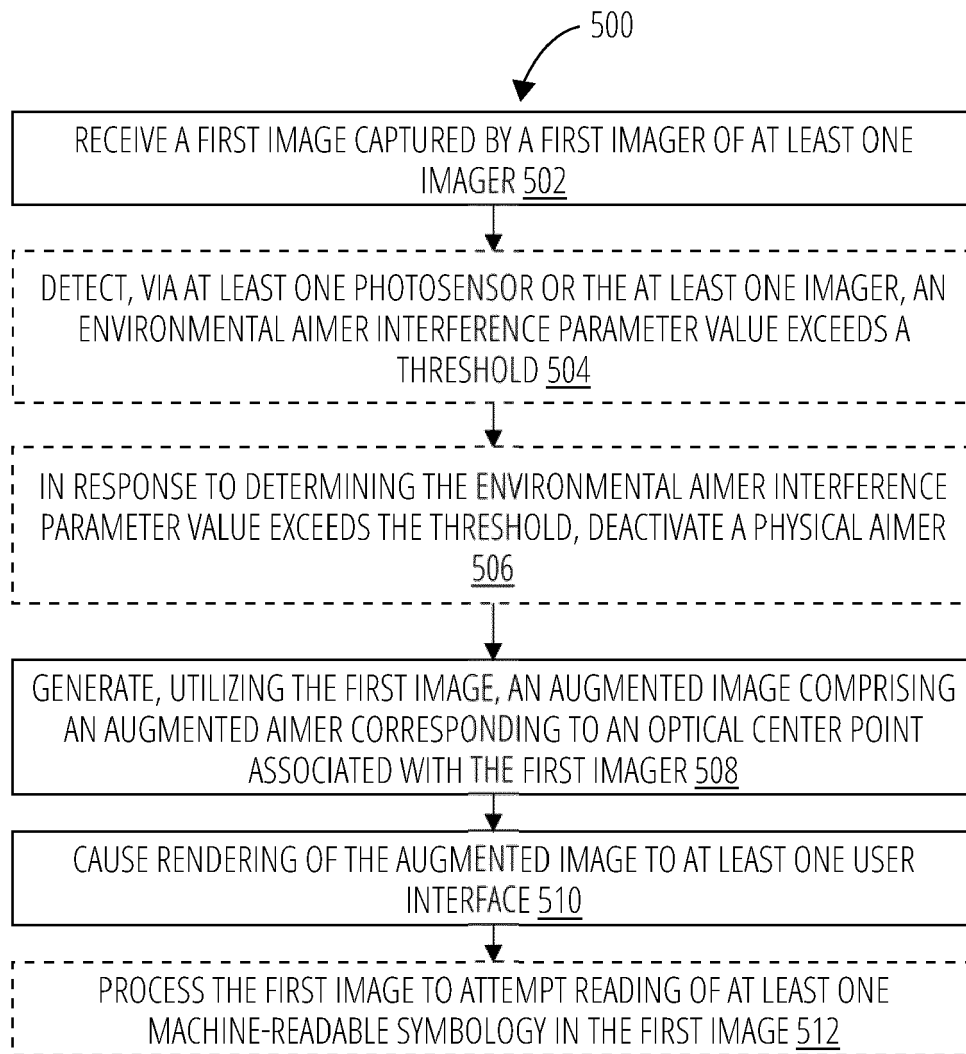 500
RECEIVE A FIRST IMAGE CAPTURED BY A FIRST IMAGER OF AT LEAST ONE
IMAGER 502
DETECT, VIA AT LEAST ONE PHOTOSENSOR OR THE AT LEAST ONE IMAGER, AN
ENVIRONMENTAL AIMER INTERFERENCE PARAMETER VALUE EXCEEDS A
THRESHOLD 504
IN RESPONSE TO DETERMINING THE ENVIRONMENTAL AIMER INTERFERENCE
PARAMETER VALUE EXCEEDS THE THRESHOLD, DEACTIVATE A PHYSICAL AIMER
506
GENERATE, UTILIZING THE FIRST IMAGE, AN AUGMENTED IMAGE COMPRISING
AN AUGMENTED AIMER CORRESPONDING TO AN OPTICAL CENTER POINT
ASSOCIATED WITH THE FIRST IMAGER 508
CAUSE RENDERING OF THE AUGMENTED IMAGE TO AT LEAST ONE USER
INTERFACE 510
PROCESS THE FIRST IMAGE TO ATTEMPT READING OF AT LEAST ONE
MACHINE-READABLE SYMBOLOGY IN THE FIRST IMAGE 512